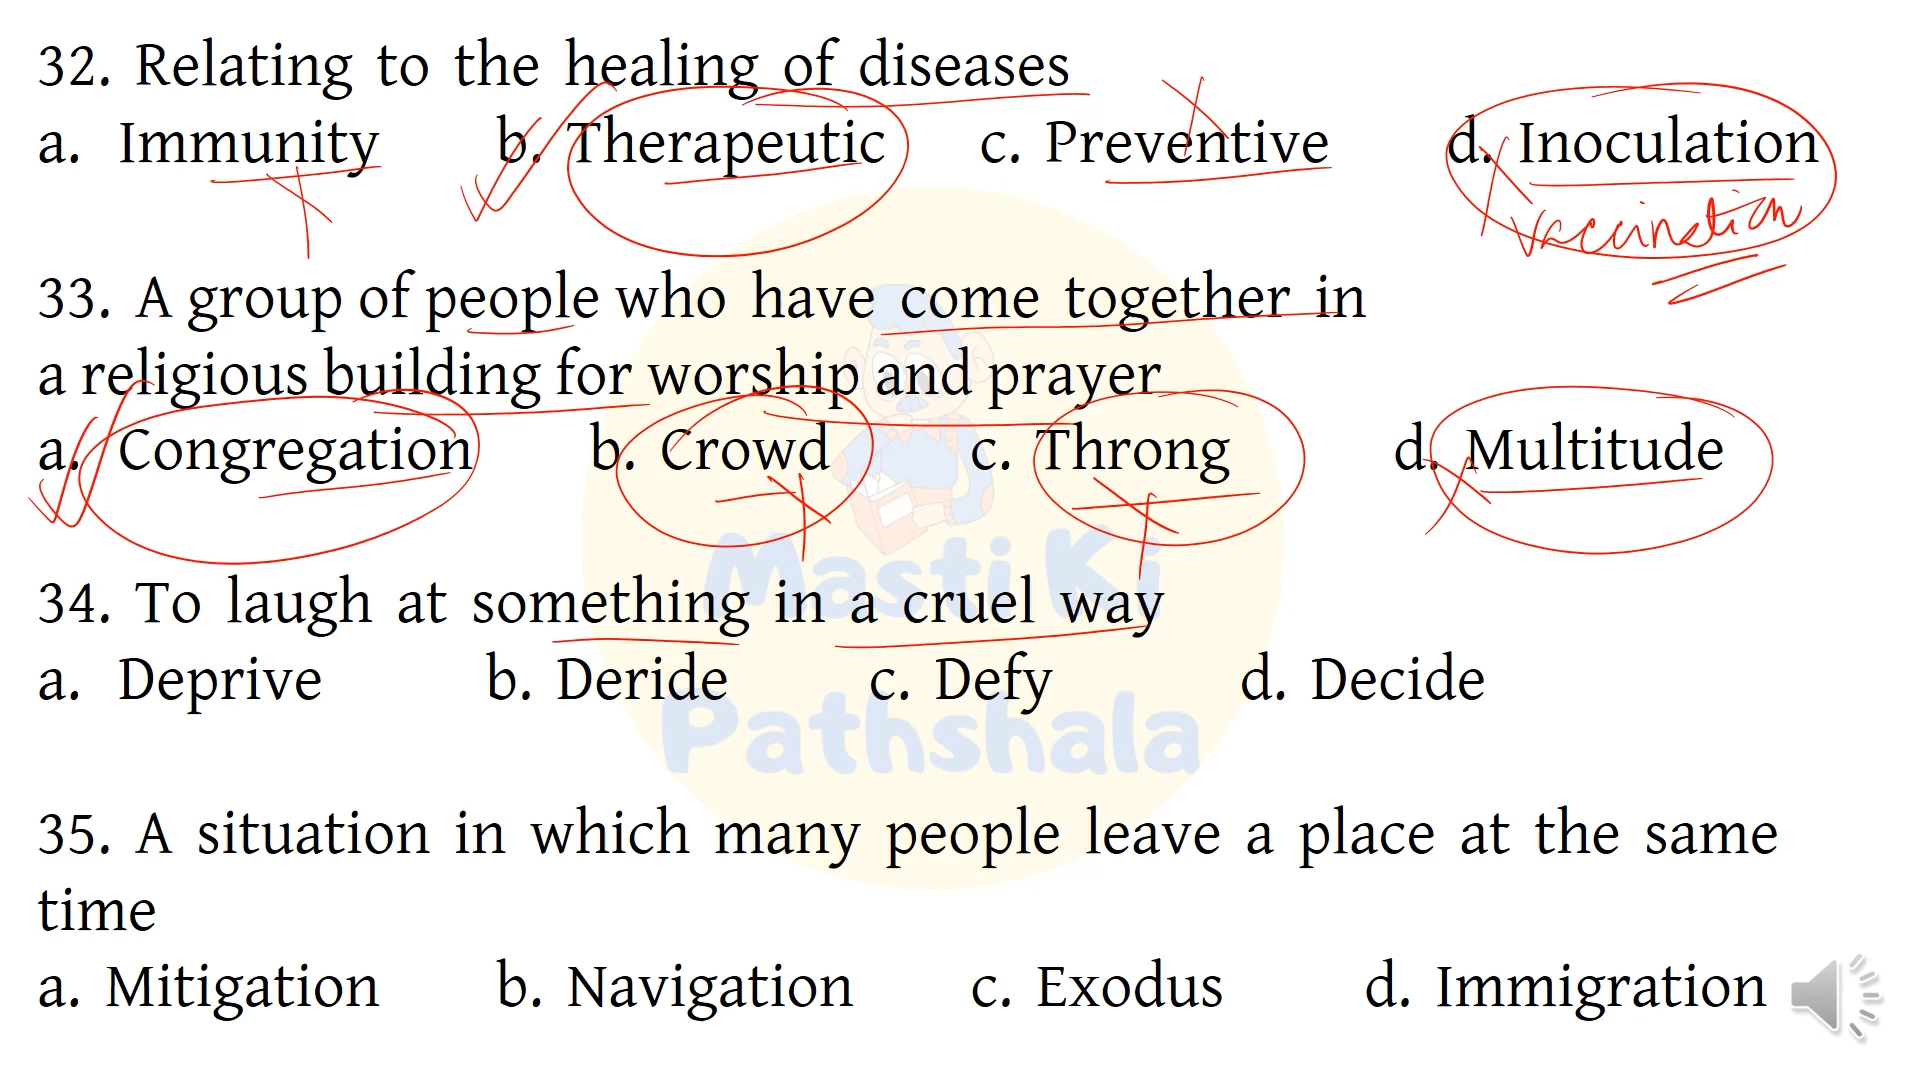 32. Relating to the healing of diseases
a. Immunity b. Therapeutic c. Preventive d. Inoculation
vaccination
33. A group of people who have come together in
a religious building for worship and prayer
a. Congregation b. Crowd c. Throng d. Multitude
Masti Ki
34. To laugh at something in a cruel way
a. Deprive b. Deride c. Defy d. Decide
Pathshala
35. A situation in which many people leave a place at the same
time
a. Mitigation b. Navigation c. Exodus d. Immigration